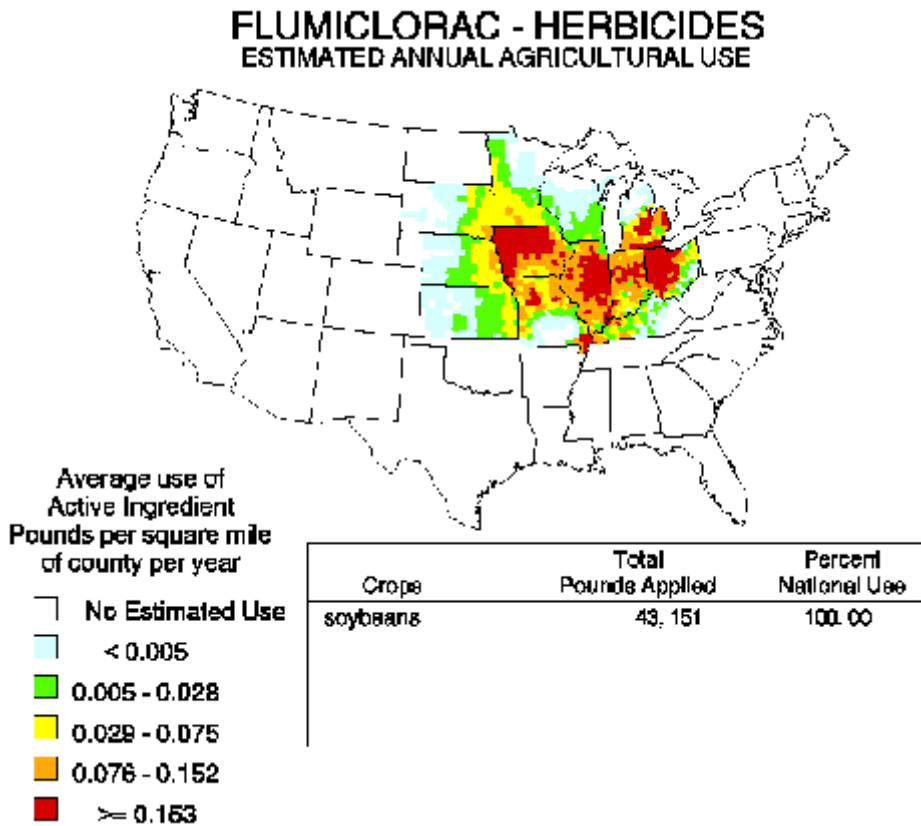 FLUMICLORAC - HERBICIDES
ESTIMATED ANNUAL AGRICULTURAL USE
Average use of
Active Ingredient
Pounds per square mile
of county per year
No Estimated Use
< 0.005
0.005 - 0.028
0.029 - 0.075
0.076 - 0.152
>= 0.153
Crops Total Pounds Applied Percent National Use
soybeans 43, 151 100. 00